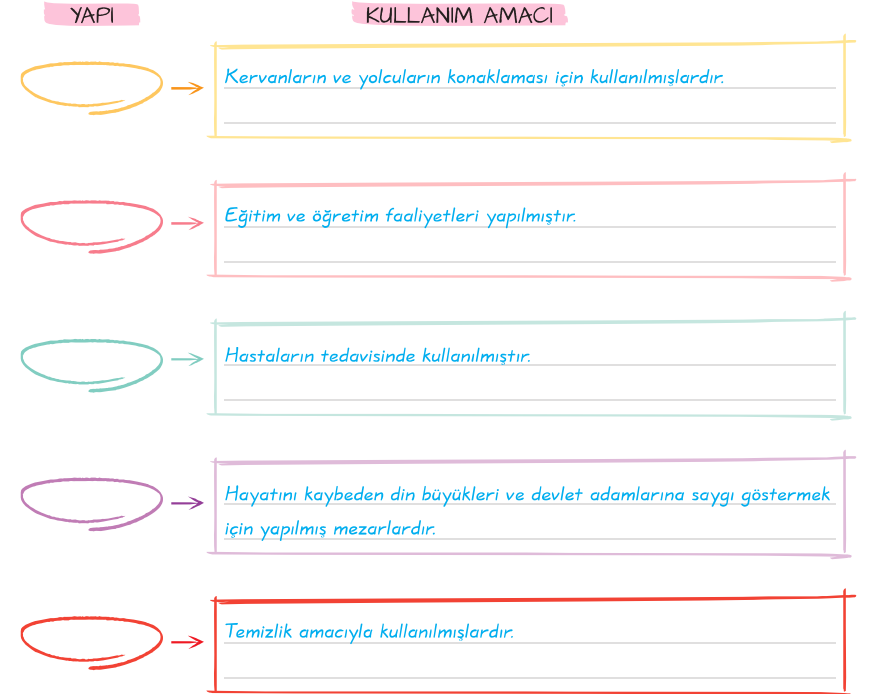 YAPI
KULLANIM AMACI
Kervanların ve yolcuların konaklaması için kullanılmışlardır.
Eğitim ve öğretim faaliyetleri yapılmıştır.
Hastaların tedavisinde kullanılmıştır.
Hayatını kaybeden din büyükleri ve devlet adamlarına saygı göstermek
için yapılmış mezarlardır.
Temizlik amacıyla kullanılmışlardır.